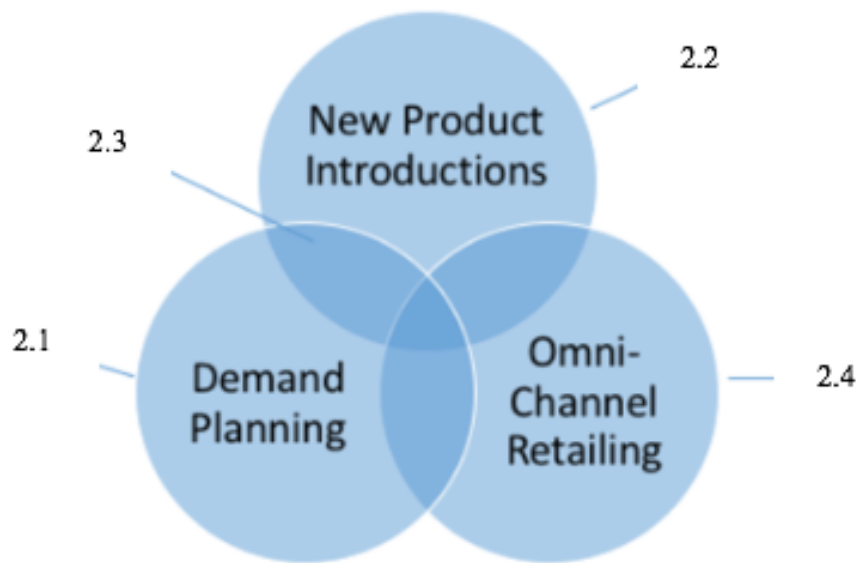 2.2
New Product
Introductions
2.3
2.1
Demand
Planning
Omni-
Channel
Retailing
2.4